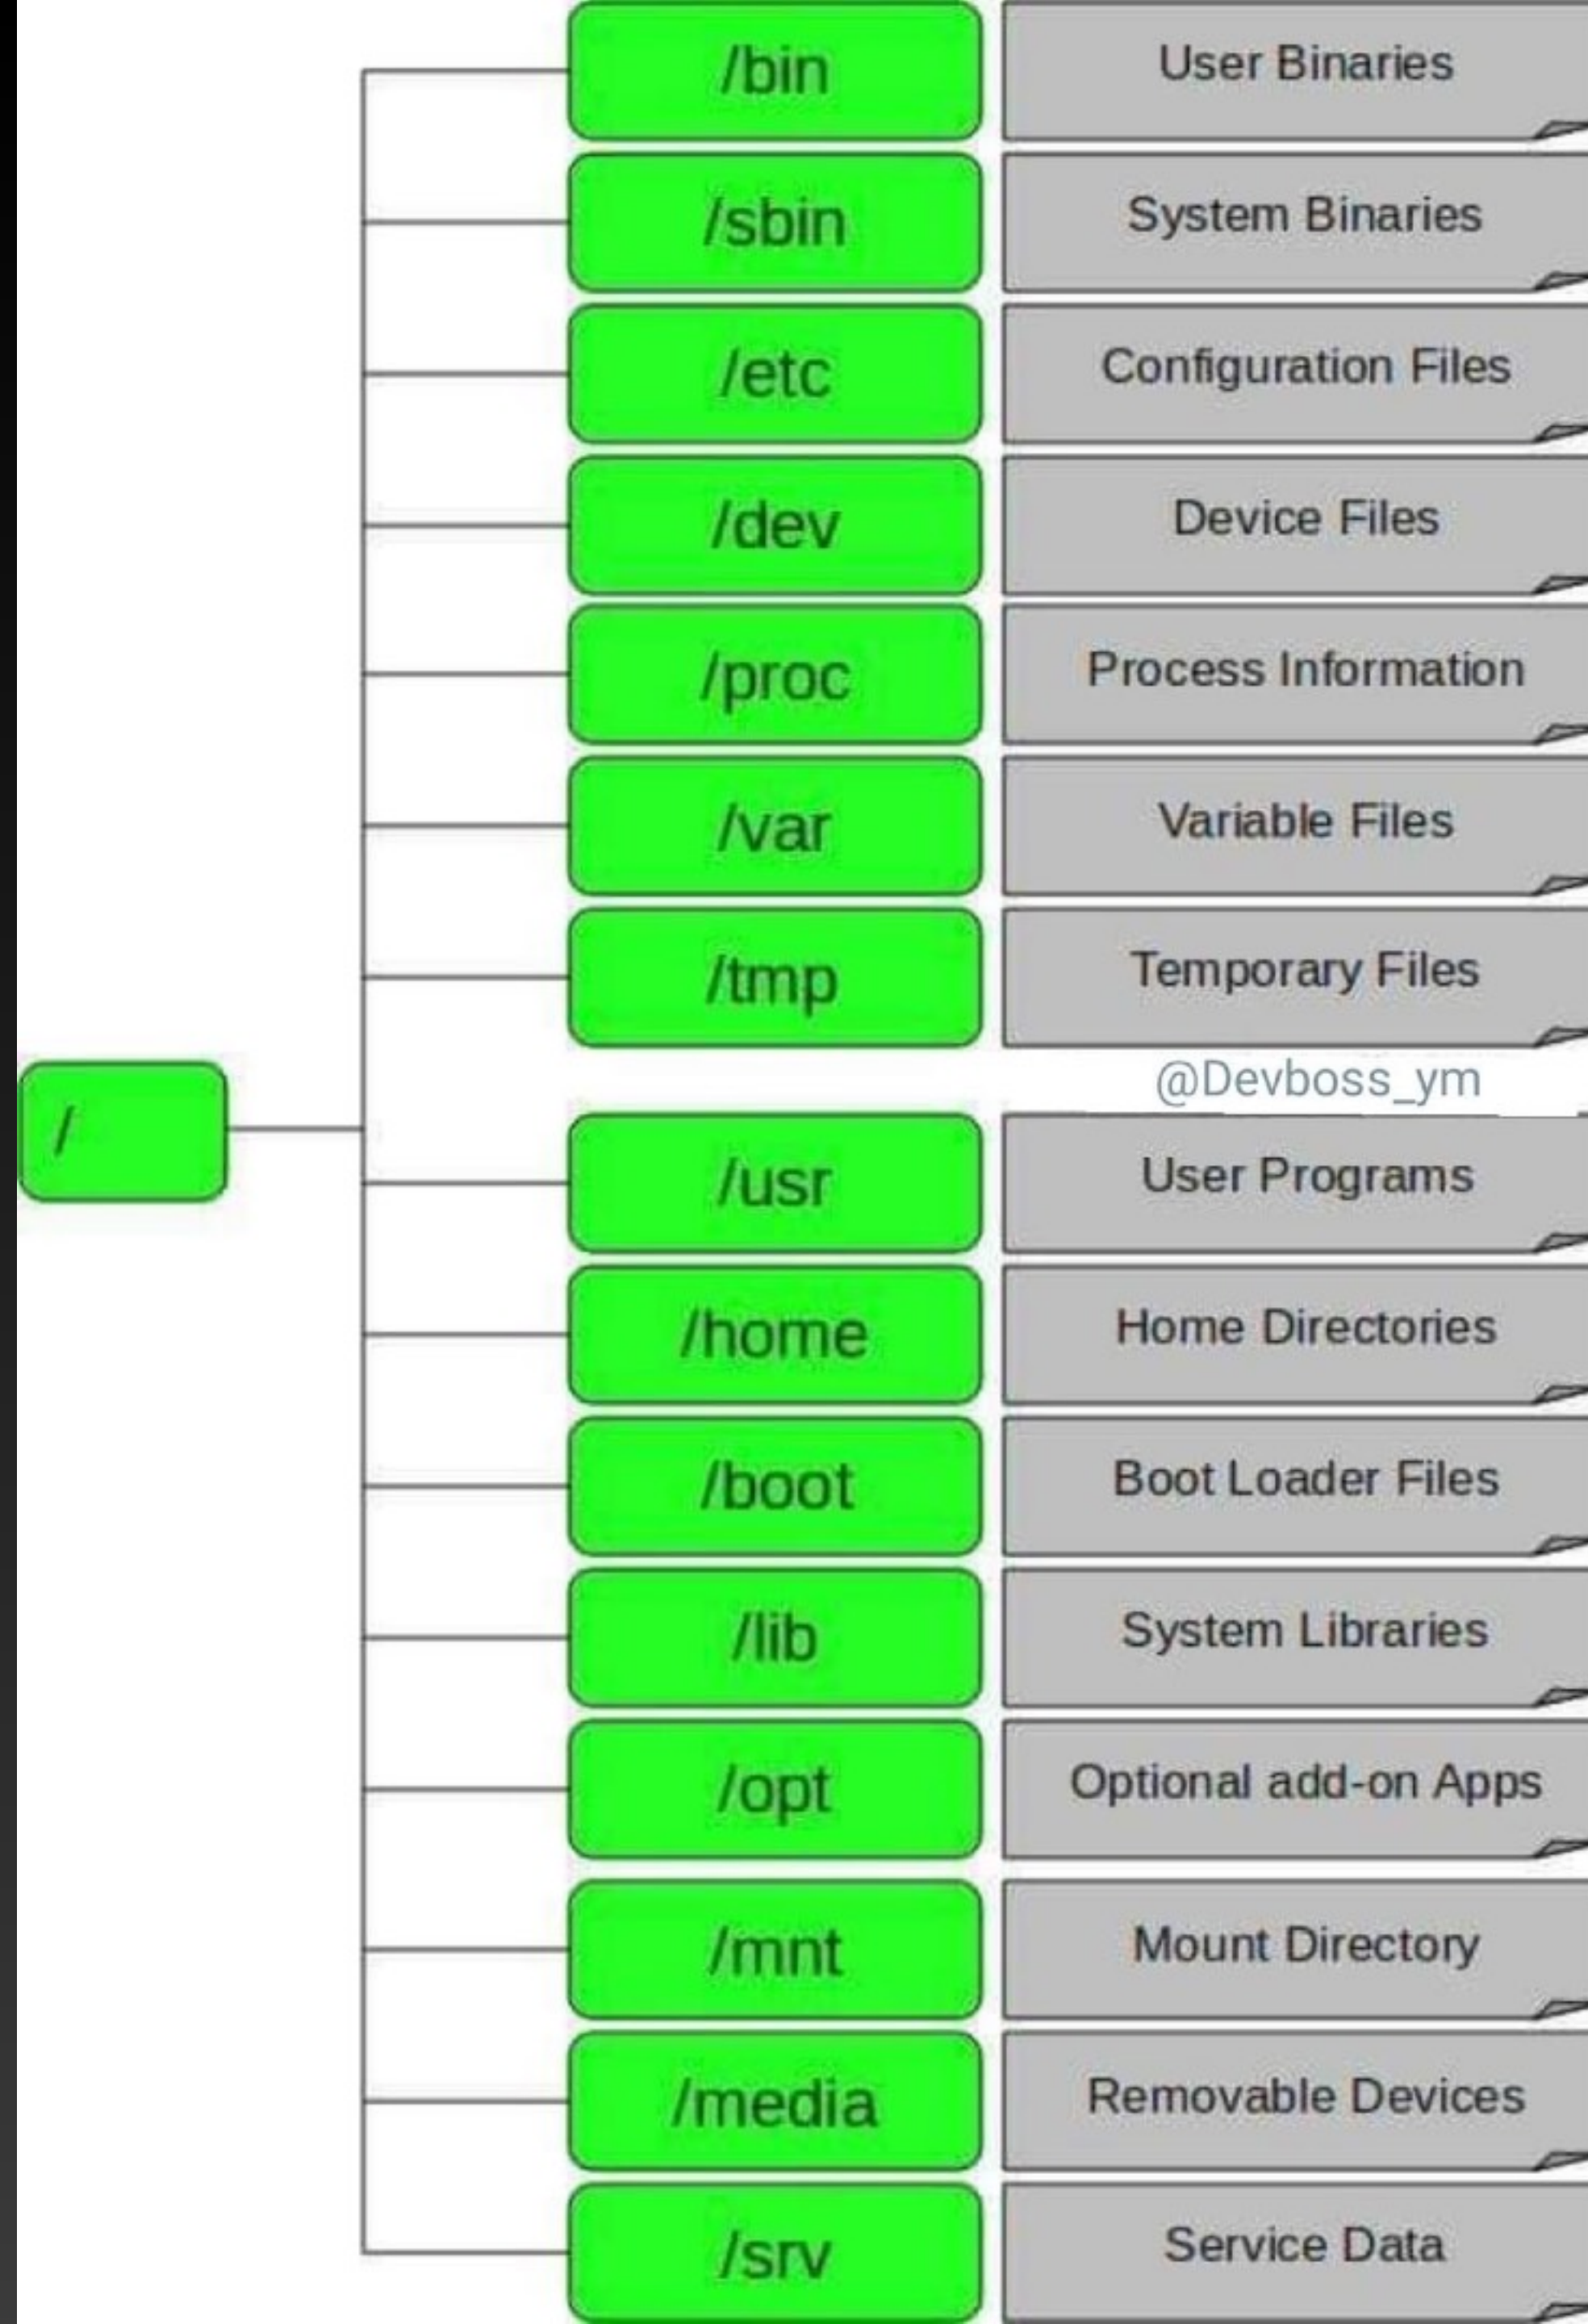 /bin User Binaries
/sbin System Binaries
/etc Configuration Files
/dev Device Files
/proc Process Information
/var Variable Files
/tmp Temporary Files
@Devboss_ym
/
/usr User Programs
/home Home Directories
/boot Boot Loader Files
/lib System Libraries
/opt Optional add-on Apps
/mnt Mount Directory
/media Removable Devices
/srv Service Data